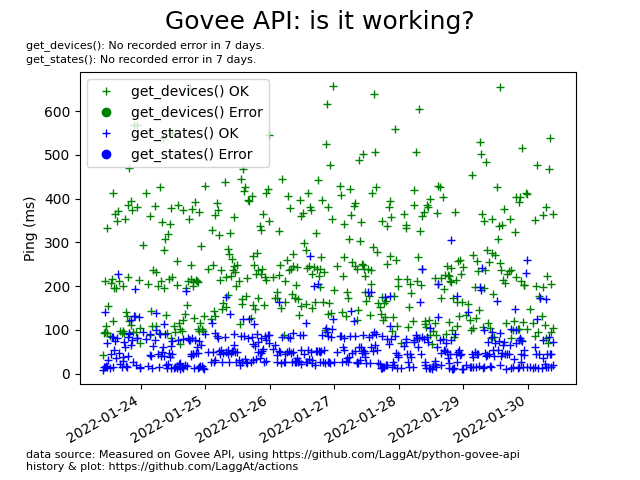 Govee API: is it working?
get_devices(): No recorded error in 7 days.
get_states(): No recorded error in 7 days.
get_devices() OK
get_devices() Error
get_states() OK
get_states() Error
Ping (ms)
600
500
400
300
200
100
0
2022-01-24
2022-01-25
2022-01-26
2022-01-27
2022-01-28
2022-01-29
2022-01-30
data source: Measured on Govee API, using https://github.com/LaggAt/python-govee-api
history & plot: https://github.com/LaggAt/actions